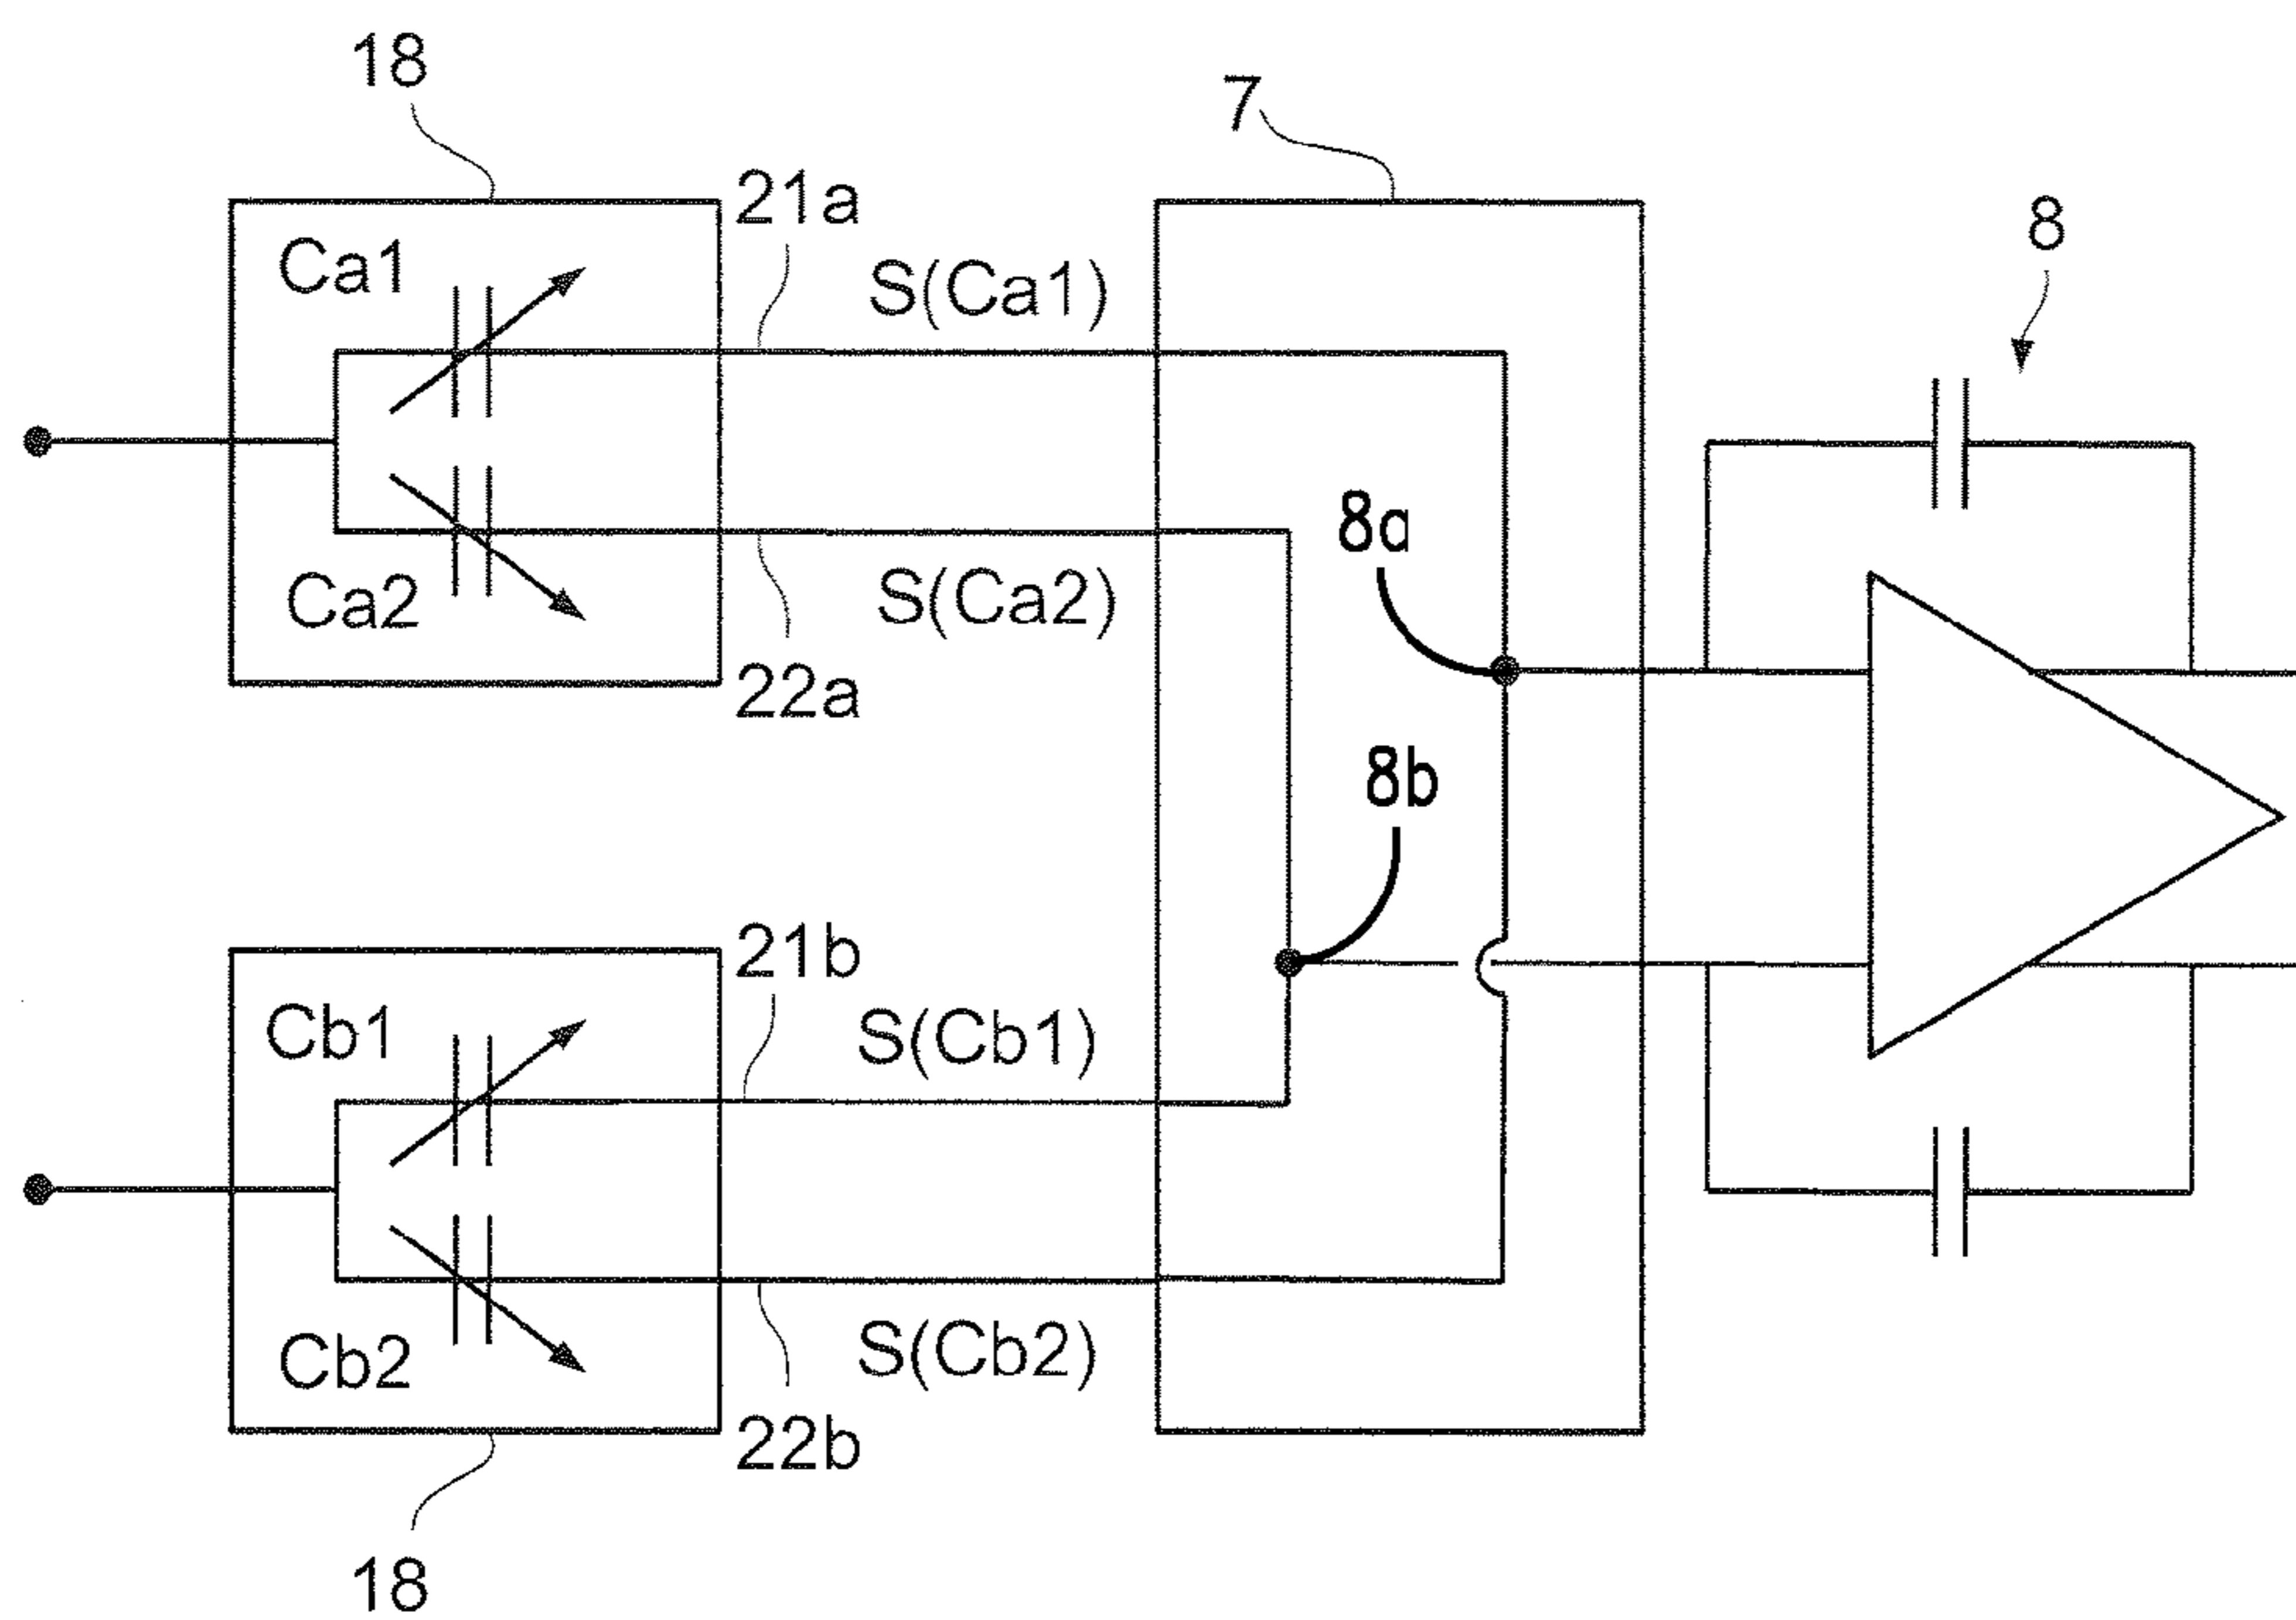 18
7
21a
8
Ca1
S(Ca1)
8a
Ca2
S(Ca2)
22a
8b
21b
Cb1
S(Cb1)
Cb2
S(Cb2)
22b
18